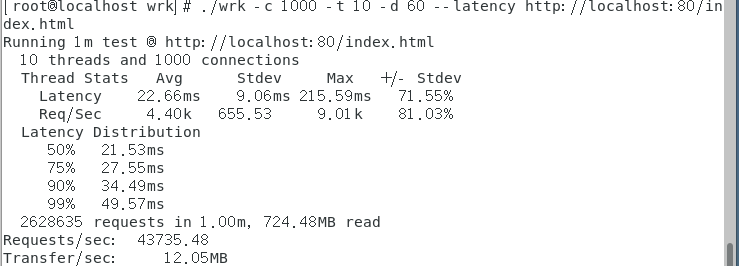 [root@localhost wrk]# ./wrk -c 1000 -t 10 -d 60 --latency http://localhost:80/in
dex.html
Running 1m test @ http://localhost:80/index.html
  10 threads and 1000 connections
  Thread Stats   Avg      Stdev     Max   +/- Stdev
    Latency    22.66ms    9.06ms 215.59ms   71.55%
    Req/Sec     4.40k   655.53     9.01k    81.03%
  Latency Distribution
     50%   21.53ms
     75%   27.55ms
     90%   34.49ms
     99%   49.57ms
  2628635 requests in 1.00m, 724.48MB read
Requests/sec:  43735.48
Transfer/sec:     12.05MB